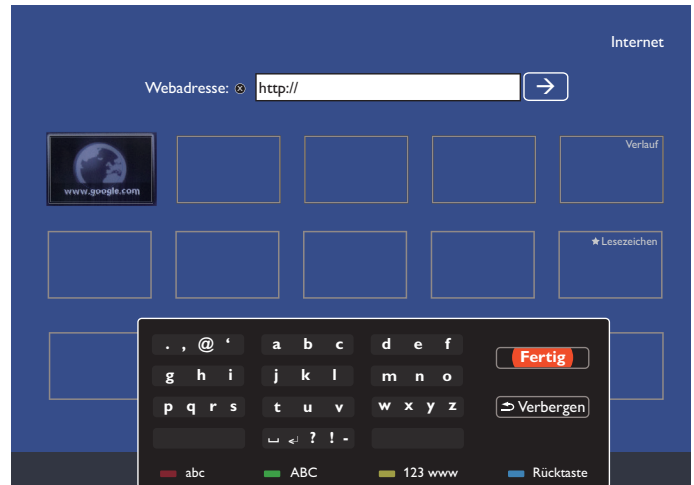 Internet
Webadresse: ⓧ http:// →
www.google.com
Verlauf
★ Lesezeichen
. , @ ‘ a b c d e f
Fertig
g h i j k l m n o
p q r s t u v w x y z
Verbergen
␣ ↵ ? ! -
abc ABC 123 www Rücktaste